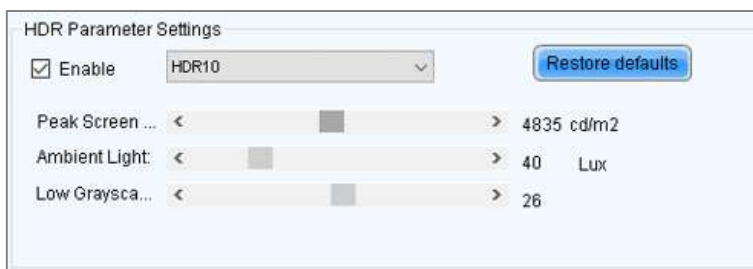 HDR Parameter Settings
Enable HDR10 Restore defaults
Peak Screen ... 4835 cd/m2
Ambient Light: 40 Lux
Low Graysca... 26